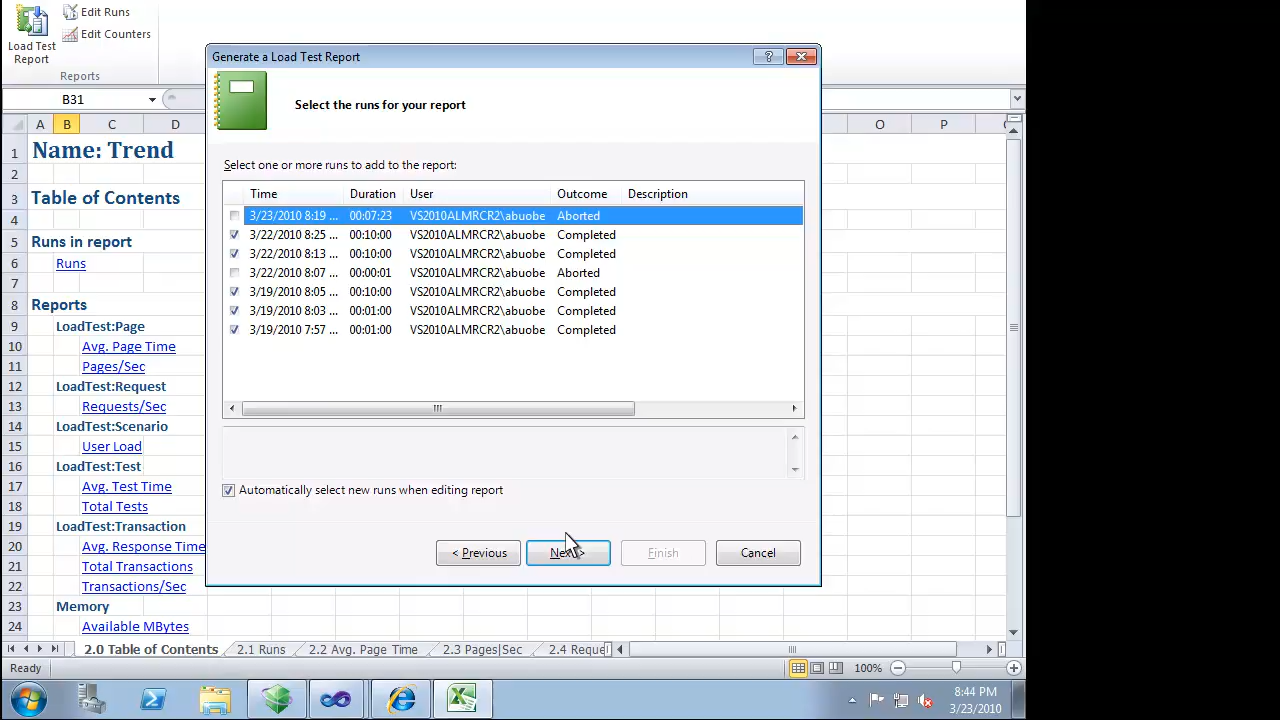 Edit Runs
Edit Counters
Load Test
Report
Reports
B31
Generate a Load Test Report
?
Select the runs for your report
Select one or more runs to add to the report:
Time Duration User Outcome Description
3/23/2010 8:19 ... 00:07:23 VS2010ALMRCR2\abuobe Aborted
3/22/2010 8:25 ... 00:10:00 VS2010ALMRCR2\abuobe Completed
3/22/2010 8:13 ... 00:10:00 VS2010ALMRCR2\abuobe Completed
3/22/2010 8:07 ... 00:00:01 VS2010ALMRCR2\abuobe Aborted
3/19/2010 8:05 ... 00:10:00 VS2010ALMRCR2\abuobe Completed
3/19/2010 8:03 ... 00:01:00 VS2010ALMRCR2\abuobe Completed
3/19/2010 7:57 ... 00:01:00 VS2010ALMRCR2\abuobe Completed
Automatically select new runs when editing report
< Previous Next > Finish Cancel
A B C D O P
1 Name: Trend
2
3 Table of Contents
4
5 Runs in report
6 Runs
7
8 Reports
9 LoadTest:Page
10 Avg. Page Time
11 Pages/Sec
12 LoadTest:Request
13 Requests/Sec
14 LoadTest:Scenario
15 User Load
16 LoadTest:Test
17 Avg. Test Time
18 Total Tests
19 LoadTest:Transaction
20 Avg. Response Time
21 Total Transactions
22 Transactions/Sec
23 Memory
24 Available MBytes
2.0 Table of Contents 2.1 Runs 2.2 Avg. Page Time 2.3 Pages|Sec 2.4 Reque
Ready 100%
8:44 PM
3/23/2010